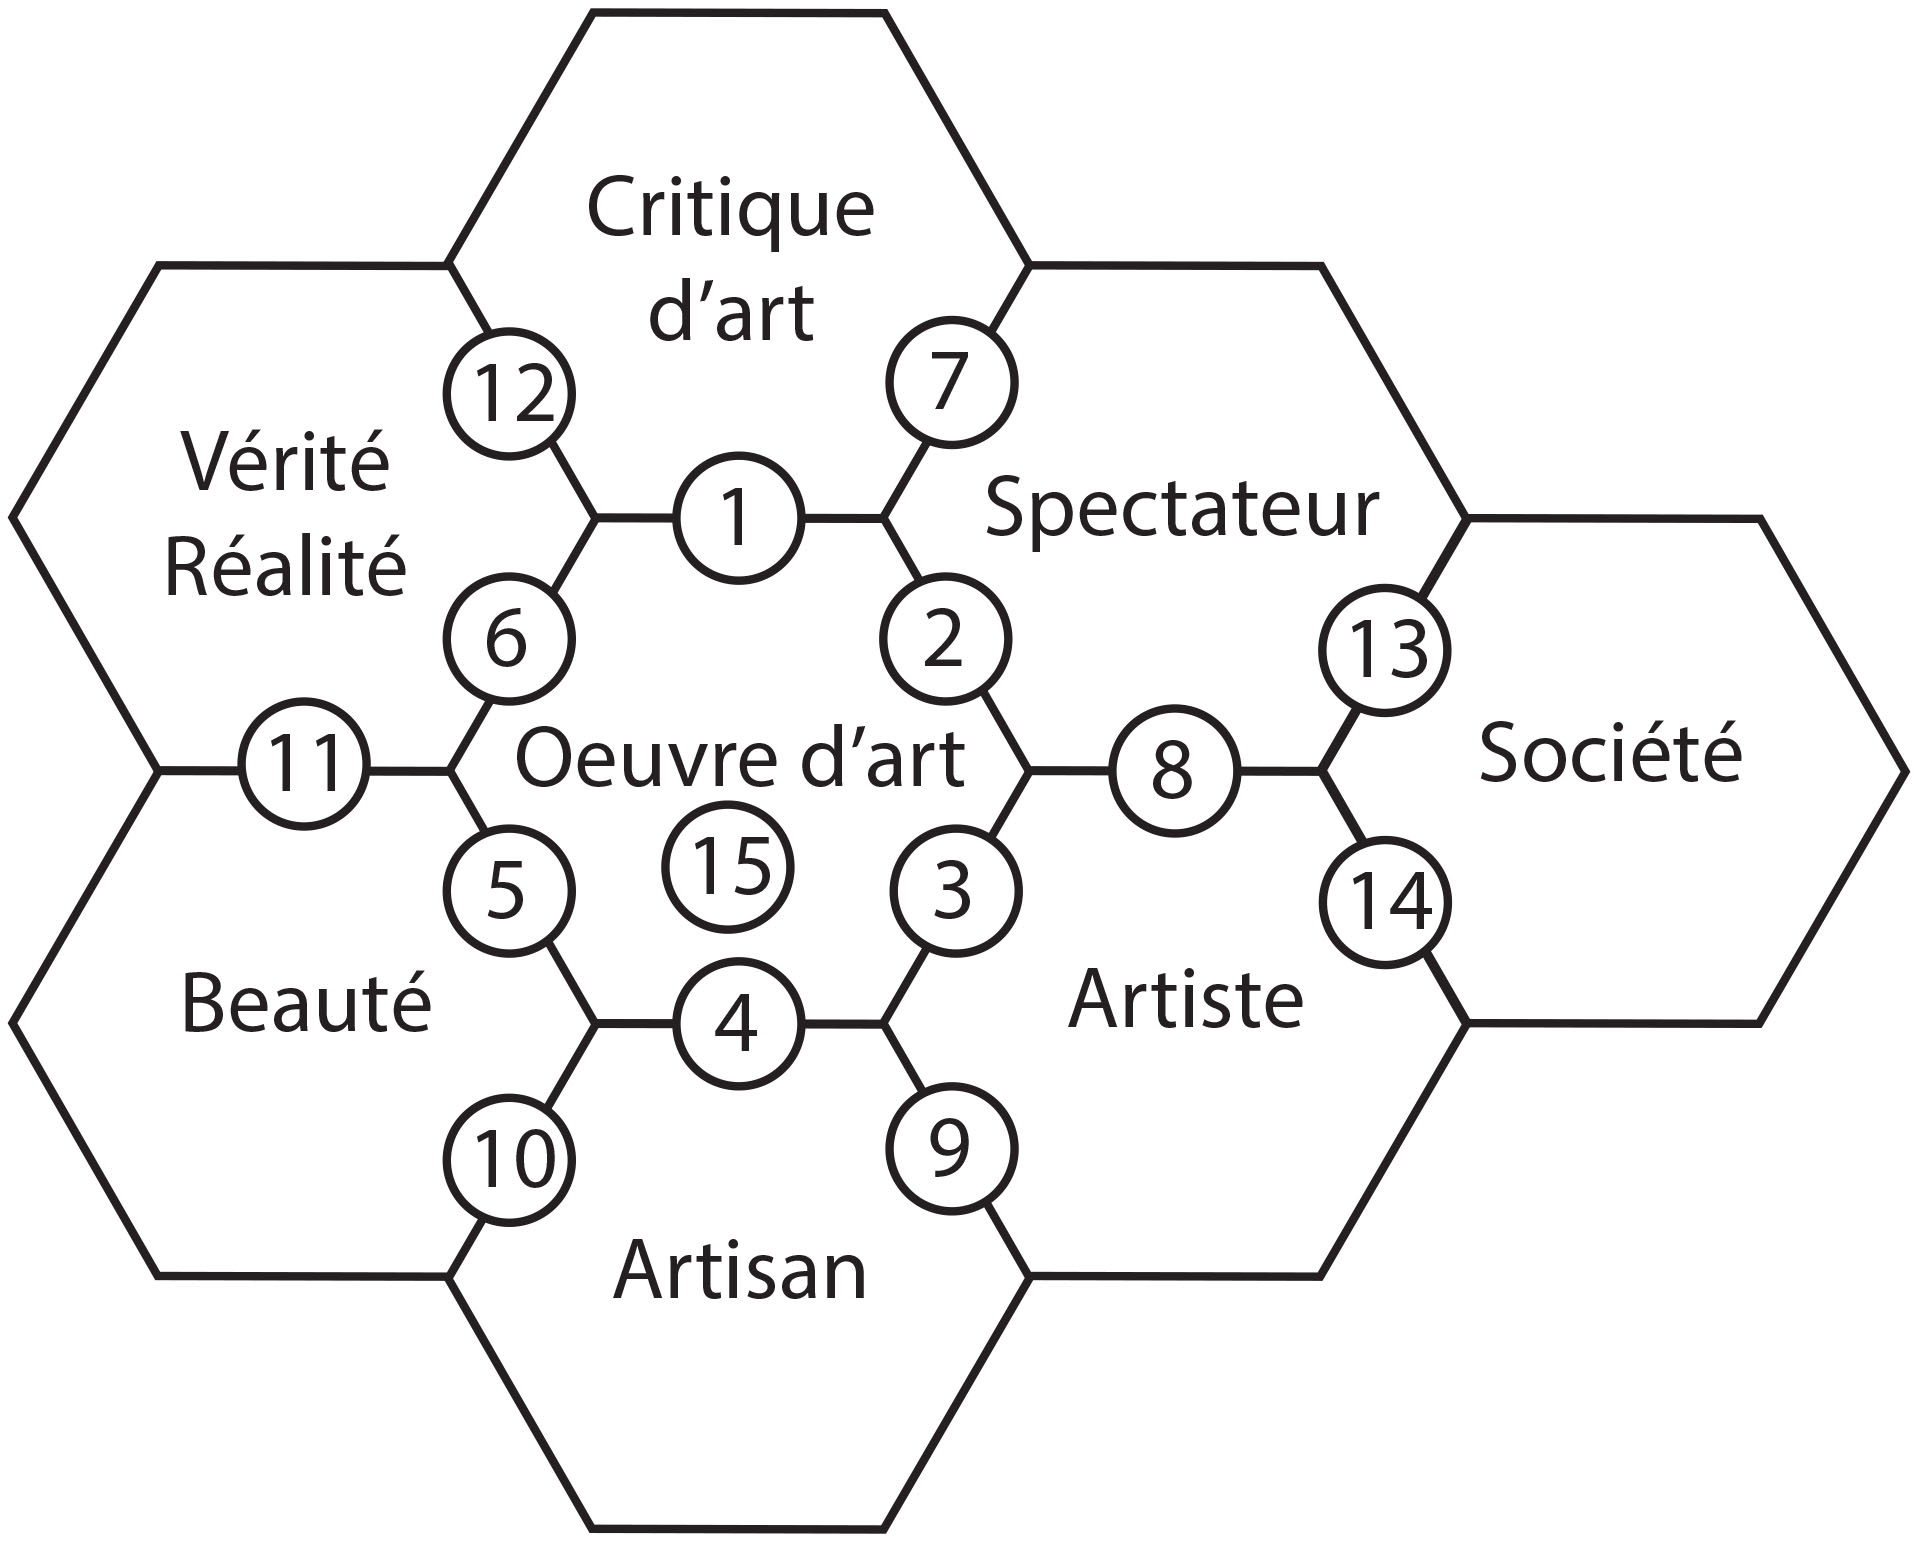 Critique
d’art
12
7
Vérité
Réalité
1
Spectateur
6
2
13
11
Oeuvre d’art
8
Société
5
15
3
14
Beauté
4
Artiste
10
9
Artisan